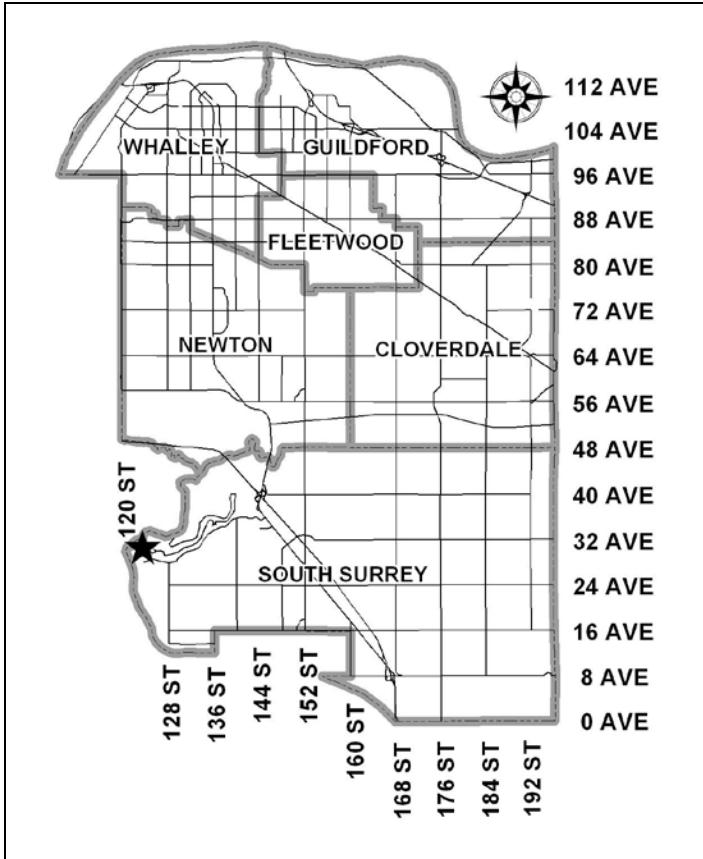 112 AVE
104 AVE
WHALLEY
GUILDFORD
96 AVE
88 AVE
FLEETWOOD
80 AVE
72 AVE
NEWTON
CLOVERDALE
64 AVE
56 AVE
48 AVE
120 ST
40 AVE
32 AVE
SOUTH SURREY
24 AVE
16 AVE
8 AVE
0 AVE
128 ST
136 ST
144 ST
152 ST
160 ST
168 ST
176 ST
184 ST
192 ST